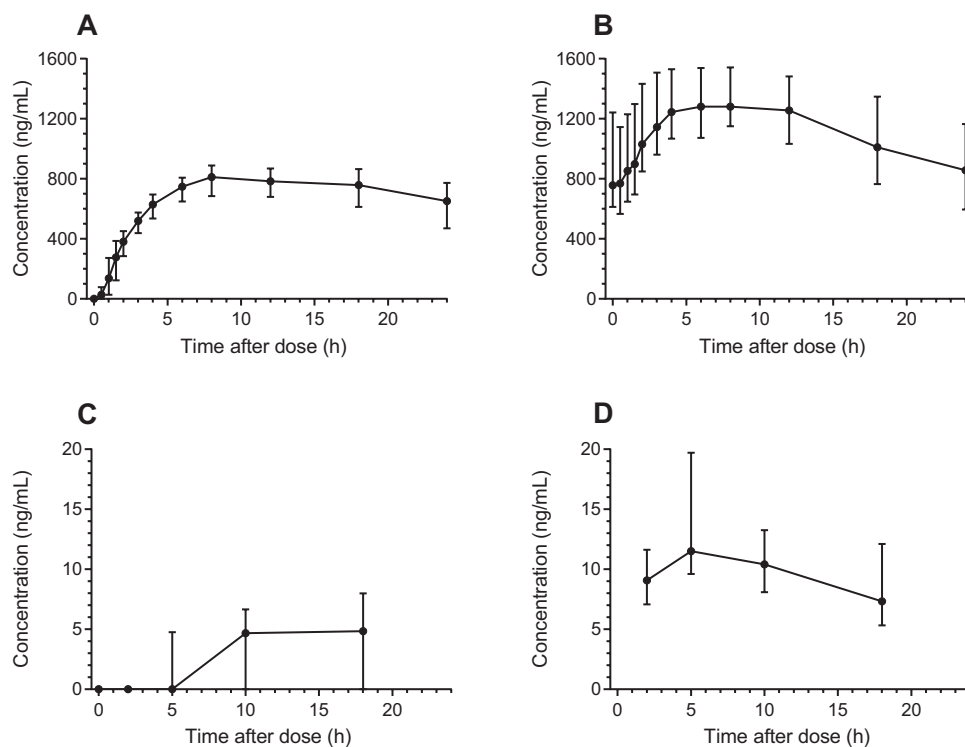 A
Concentration (ng/mL)
1600
1200
800
400
0
0 5 10 15 20
Time after dose (h)
B
Concentration (ng/mL)
1600
1200
800
400
0
0 5 10 15 20
Time after dose (h)
C
Concentration (ng/mL)
20
15
10
5
0
0 5 10 15 20
Time after dose (h)
D
Concentration (ng/mL)
20
15
10
5
0
0 5 10 15 20
Time after dose (h)